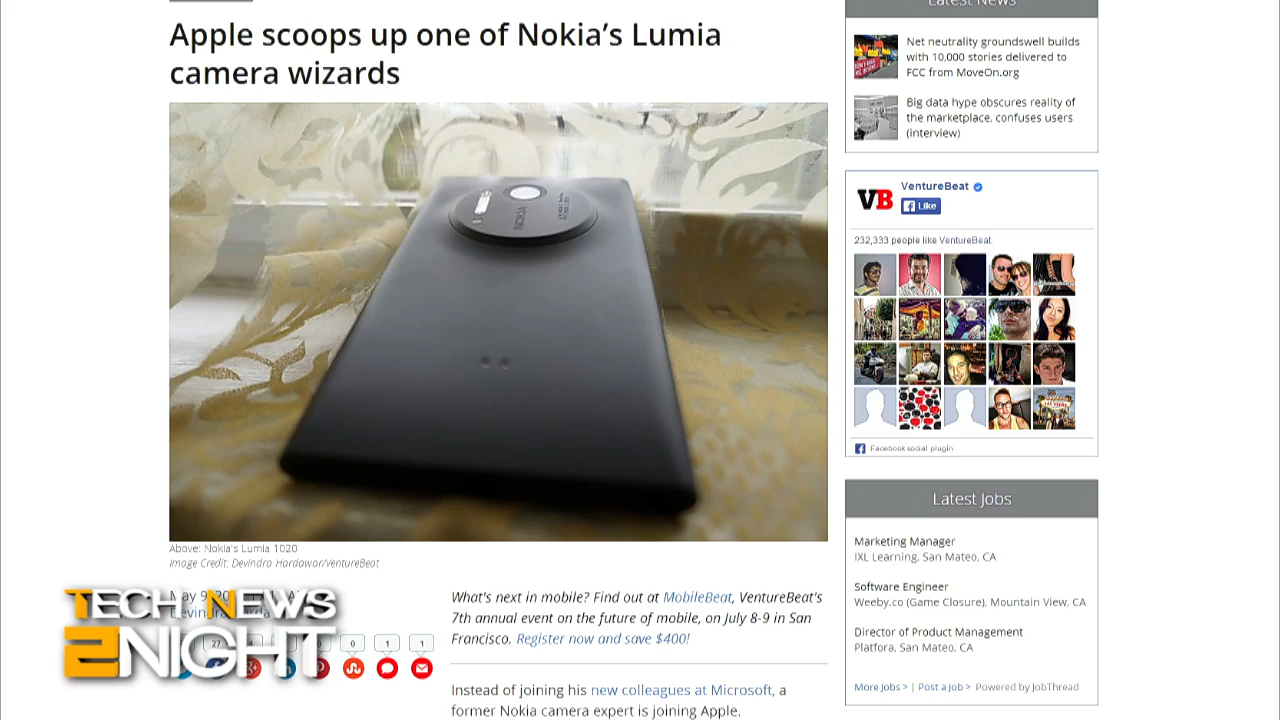 Apple scoops up one of Nokia's Lumia
camera wizards
NOKIA
Above: Nokia's Lumia 1020
Image Credit: Devindra Hardawar/VentureBeat
May 9
TECH NEWS
2NIGHT
27
0
1
1
What's next in mobile? Find out at MobileBeat, VentureBeat's
7th annual event on the future of mobile, on July 8-9 in San
Francisco. Register now and save $400!
Instead of joining his new colleagues at Microsoft, a
former Nokia camera expert is joining Apple.
Latest News
Net neutrality groundswell builds
with 10,000 stories delivered to
FCC from MoveOn.org
Big data hype obscures reality of
the marketplace, confuses users
(interview)
VB
VentureBeat
Like
232,333 people like VentureBeat.
Facebook social plugin
Latest Jobs
Marketing Manager
IXL Learning, San Mateo, CA
Software Engineer
Weeby.co (Game Closure), Mountain View, CA
Director of Product Management
Platfora, San Mateo, CA
More Jobs > | Post a Job > Powered by JobThread